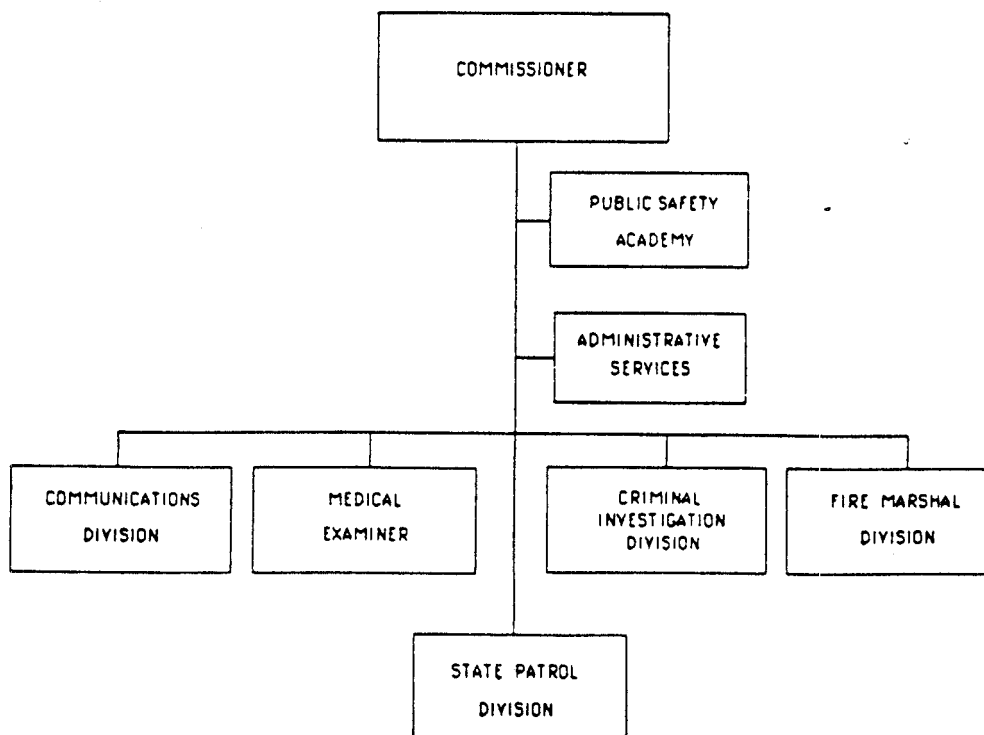 COMMISSIONER
PUBLIC SAFETY
ACADEMY
ADMINISTRATIVE
SERVICES
COMMUNICATIONS
DIVISION
MEDICAL
EXAMINER
CRIMINAL
INVESTIGATION
DIVISION
FIRE MARSHAL
DIVISION
STATE PATROL
DIVISION